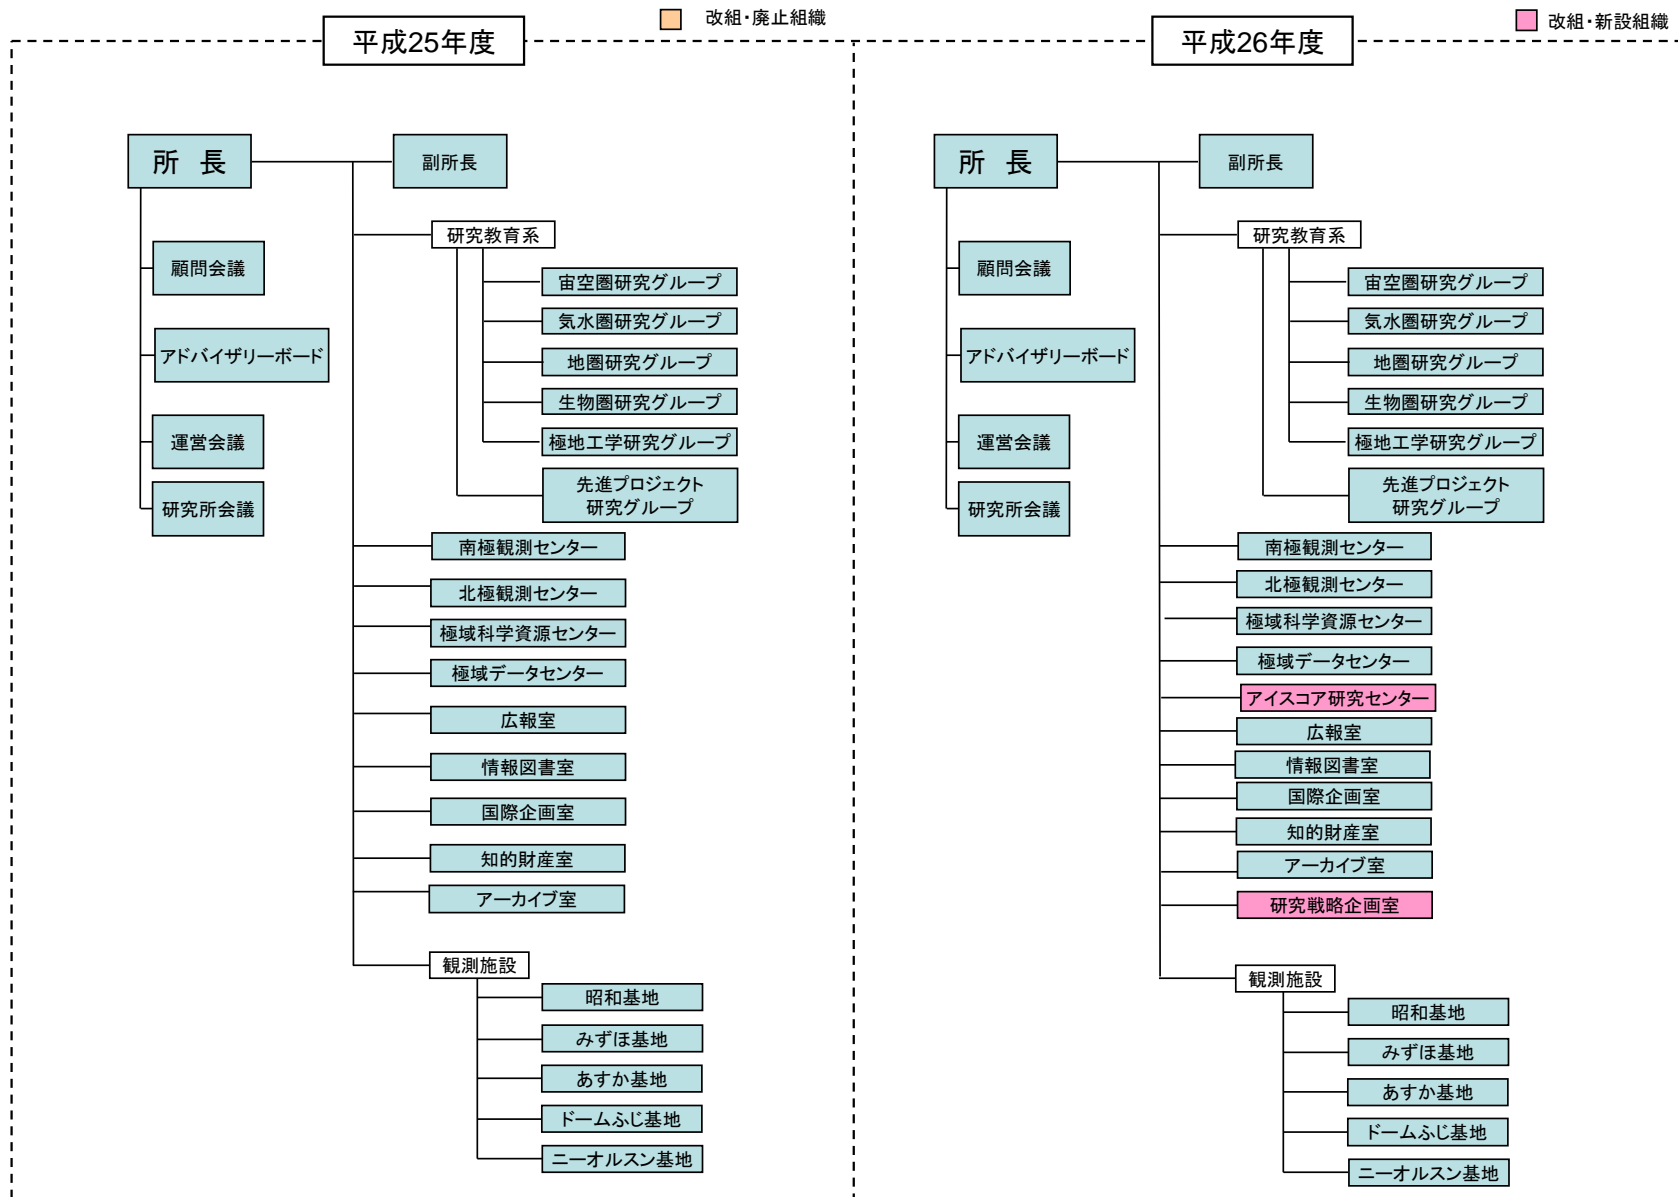 平成25年度
改組・廃止組織
所 長
副所長
顧問会議
アドバイザリーボード
運営会議
研究所会議
研究教育系
宙空圏研究グループ
気水圏研究グループ
地圏研究グループ
生物圏研究グループ
極地工学研究グループ
先進プロジェクト
研究グループ
南極観測センター
北極観測センター
極域科学資源センター
極域データセンター
広報室
情報図書室
国際企画室
知的財産室
アーカイブ室
観測施設
昭和基地
みずほ基地
あすか基地
ドームふじ基地
ニーオルスン基地
平成26年度
改組・新設組織
所 長
副所長
顧問会議
アドバイザリーボード
運営会議
研究所会議
研究教育系
宙空圏研究グループ
気水圏研究グループ
地圏研究グループ
生物圏研究グループ
極地工学研究グループ
先進プロジェクト
研究グループ
南極観測センター
北極観測センター
極域科学資源センター
極域データセンター
アイスコア研究センター
広報室
情報図書室
国際企画室
知的財産室
アーカイブ室
研究戦略企画室
観測施設
昭和基地
みずほ基地
あすか基地
ドームふじ基地
ニーオルスン基地